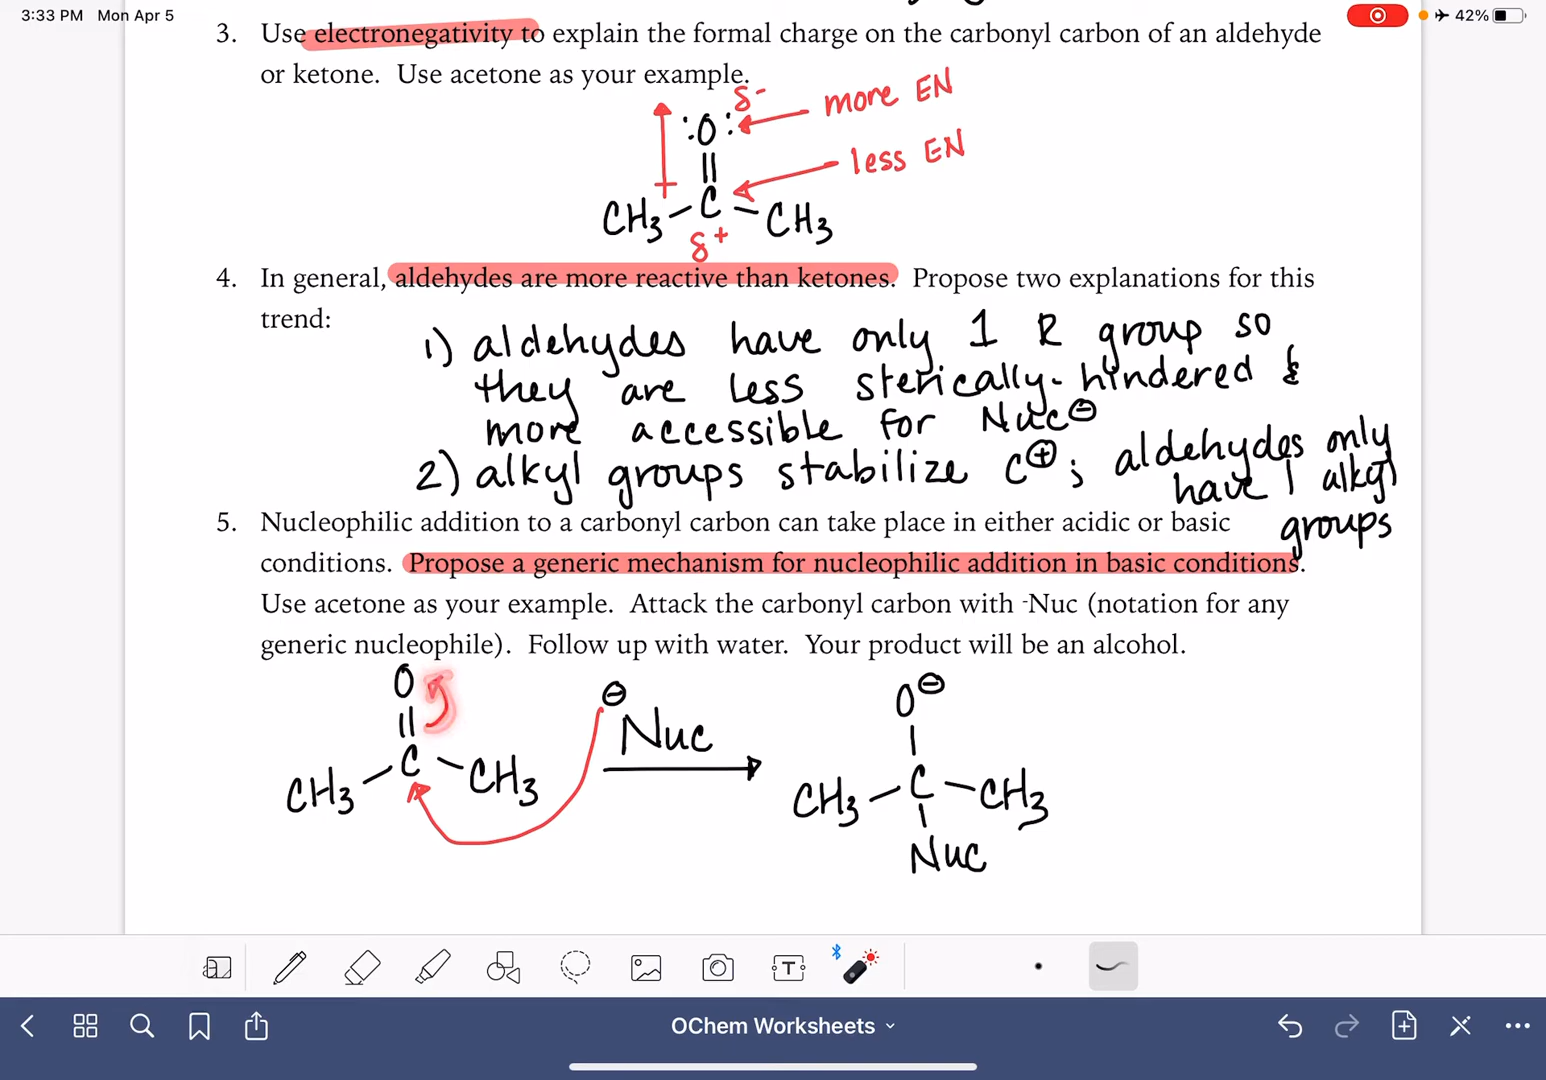 3:33 PM Mon Apr 5
42%
3. Use electronegativity to explain the formal charge on the carbonyl carbon of an aldehyde
or ketone. Use acetone as your example.
δ-
more EN
:O:
less EN
||
CH₃-C-CH₃
δ+
4. In general, aldehydes are more reactive than ketones. Propose two explanations for this
trend:
1) aldehydes have only 1 R group so
they are less sterically-hindered &
more accessible for Nuc⊖
2) alkyl groups stabilize C⊕; aldehydes only
have 1 alkyl
groups
5. Nucleophilic addition to a carbonyl carbon can take place in either acidic or basic
conditions. Propose a generic mechanism for nucleophilic addition in basic conditions.
Use acetone as your example. Attack the carbonyl carbon with ⁻Nuc (notation for any
generic nucleophile). Follow up with water. Your product will be an alcohol.
O
||
CH₃-C-CH₃
⊖
Nuc
O⊖
|
CH₃-C-CH₃
|
Nuc
a
T
OChem Worksheets